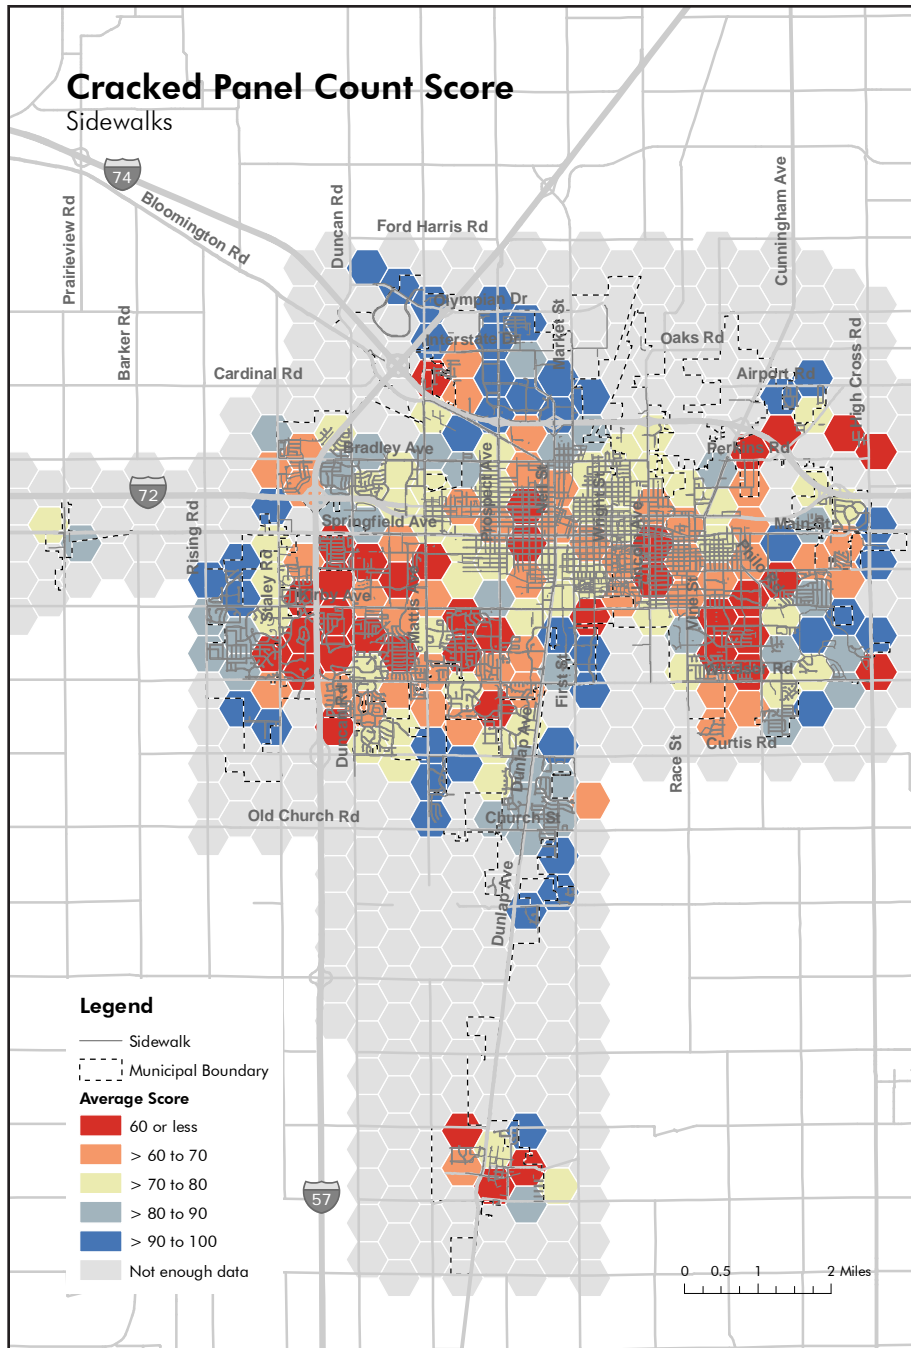 Cracked Panel Count Score
Sidewalks
74
Bloomington Rd
Prairieview Rd
Duncan Rd
Ford Harris Rd
Cunningham Ave
Barker Rd
Cardinal Rd
Olympian Dr
Interstate Dr
Market St
Oaks Rd
Airport Rd
High Cross Rd
Bradley Ave
Prospect Ave
Perkins Rd
72
Rising Rd
Springfield Ave
Wright St
Main St
Staley Rd
Mattis
Philo
Vine St
First St
Duncan Rd
Dunlap Ave
Race St
Curtis Rd
Old Church Rd
Church St
Dunlap Ave
57
Legend
Sidewalk
Municipal Boundary
Average Score
60 or less
> 60 to 70
> 70 to 80
> 80 to 90
> 90 to 100
Not enough data
0 0.5 1 2 Miles